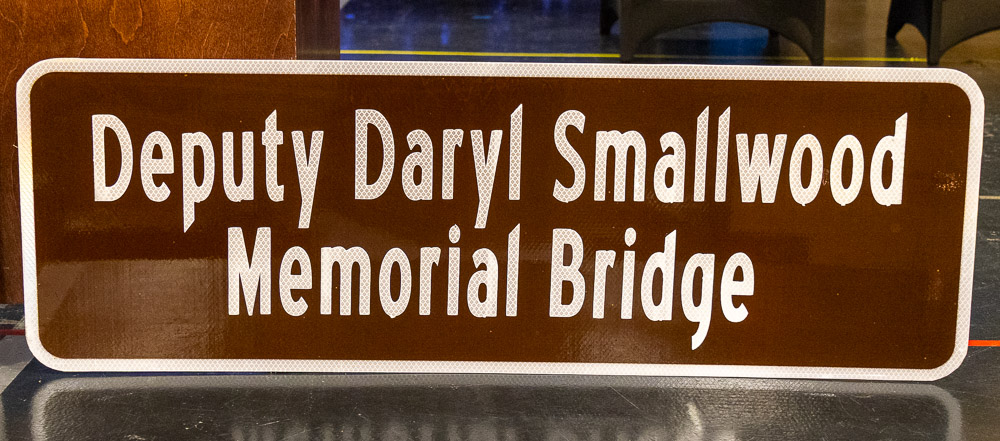 Deputy Daryl Smallwood
Memorial Bridge